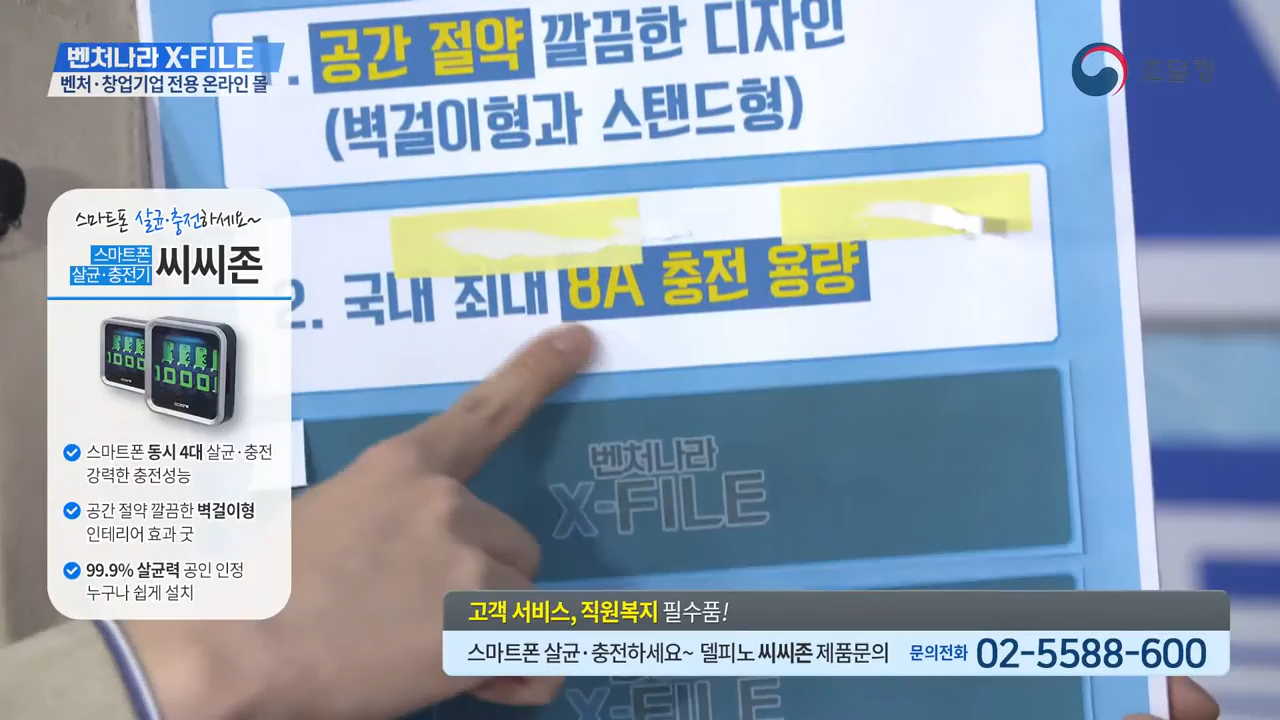 벤처나라 X-FILE
벤처·창업기업 전용 온라인 몰
조달청
1. 공간 절약 깔끔한 디자인
(벽걸이형과 스탠드형)
2. 국내 최대 8A 충전 용량
벤처나라
X-FILE
X-FILE
스마트폰 살균·충전하세요~
스마트폰
살균·충전기
씨씨존
스마트폰 동시 4대 살균·충전
강력한 충전성능
공간 절약 깔끔한 벽걸이형
인테리어 효과 굿
99.9% 살균력 공인 인정
누구나 쉽게 설치
고객 서비스, 직원복지 필수품!
스마트폰 살균·충전하세요~ 델피노 씨씨존 제품문의 문의전화 02-5588-600